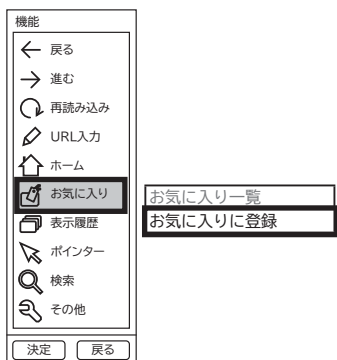 機能
戻る
進む
再読み込み
URL入力
ホーム
お気に入り
お気に入り一覧
お気に入りに登録
表示履歴
ポインター
検索
その他
決定
戻る